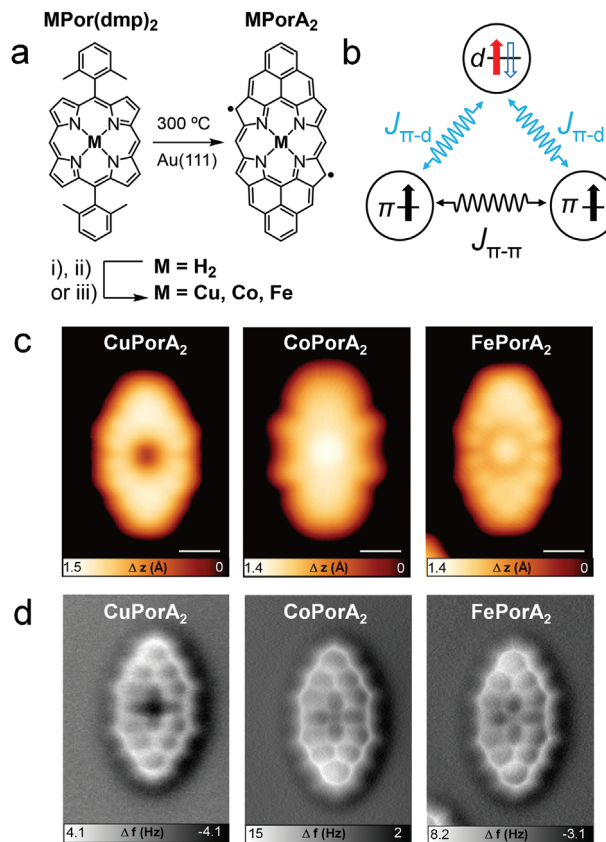 MPor(dmp)₂ MPorA₂
a
b
N N N N M
300 ºC
Au(111)
N N N N M
i), ii) M = H₂
or iii) M = Cu, Co, Fe
d
Jπ-d Jπ-d
π π
Jπ-π
c
CuPorA₂ CoPorA₂ FePorA₂
1.5 Δ z (Å) 0 1.4 Δ z (Å) 0 1.4 Δ z (Å) 0
d
CuPorA₂ CoPorA₂ FePorA₂
4.1 Δ f (Hz) -4.1 15 Δ f (Hz) 2 8.2 Δ f (Hz) -3.1